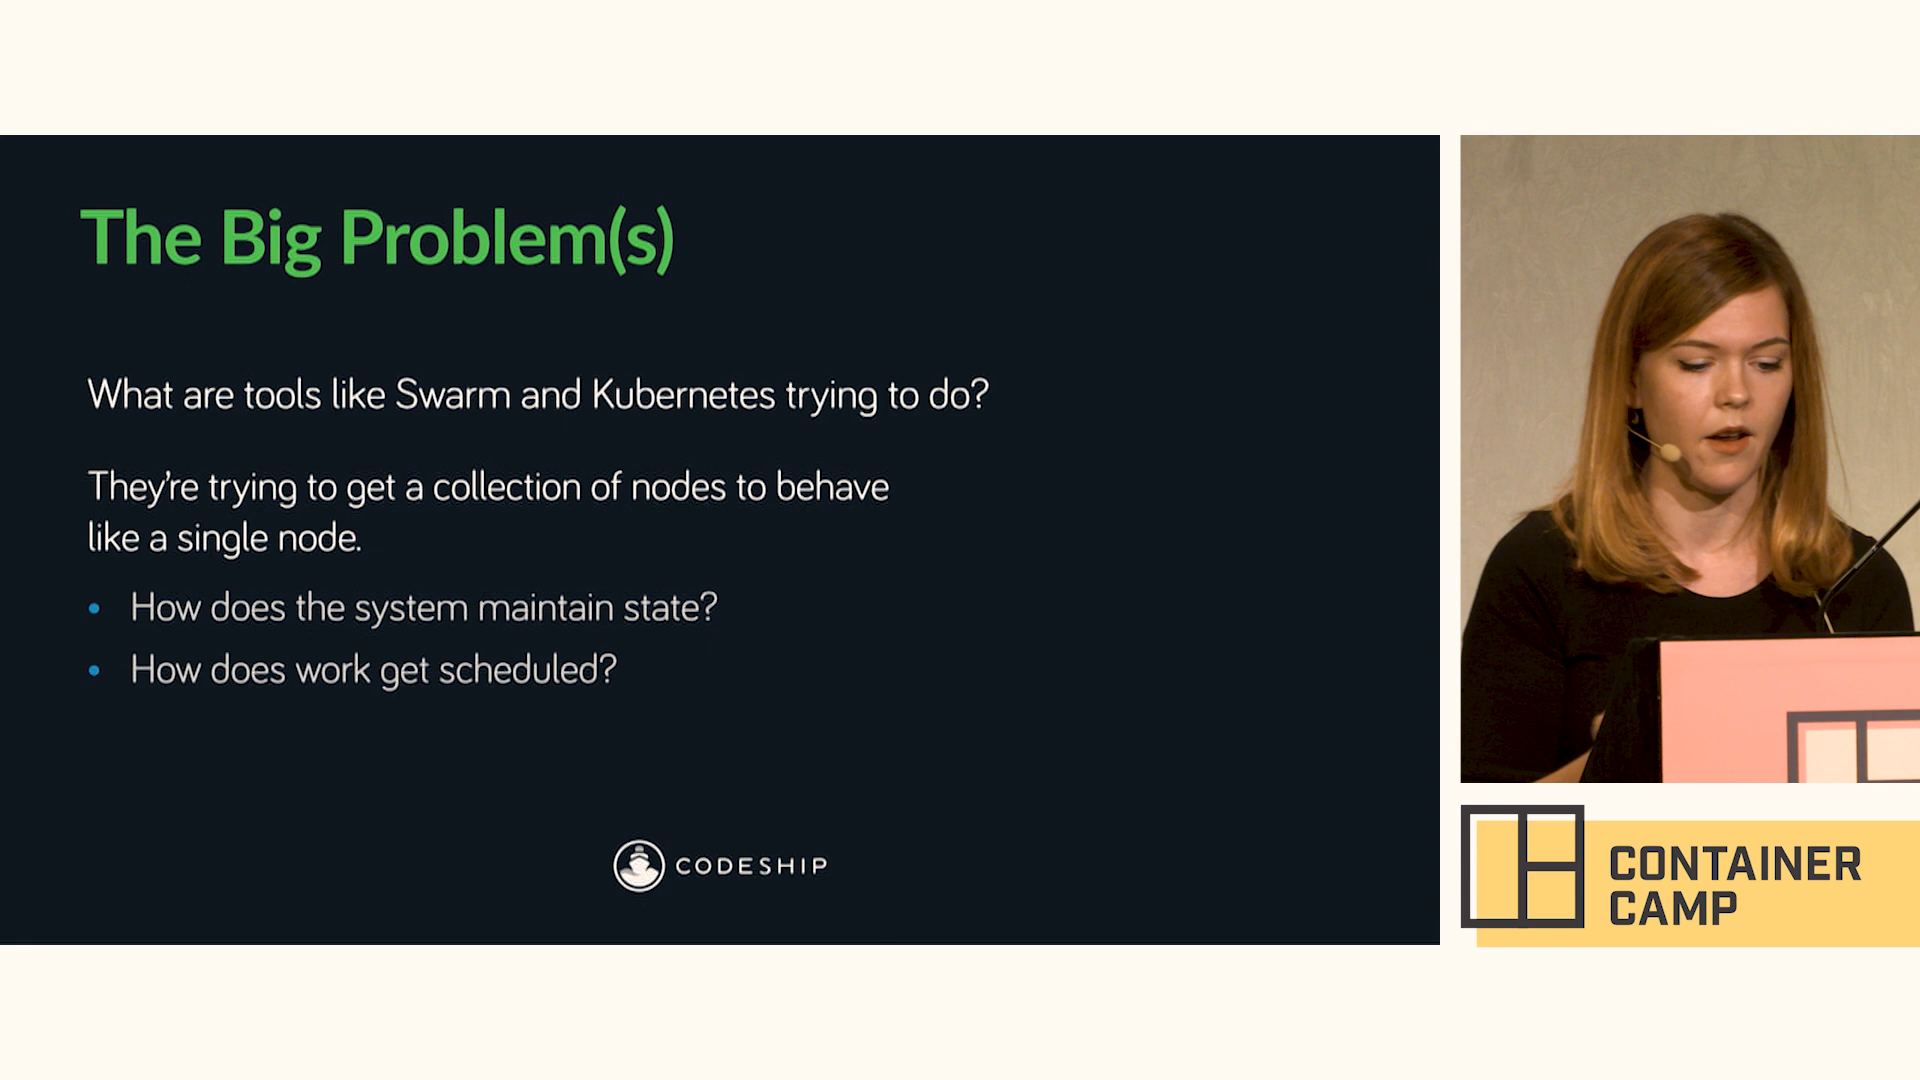 The Big Problem(s)
What are tools like Swarm and Kubernetes trying to do?
They’re trying to get a collection of nodes to behave
like a single node.
• How does the system maintain state?
• How does work get scheduled?
CODESHIP
CONTAINER
CAMP